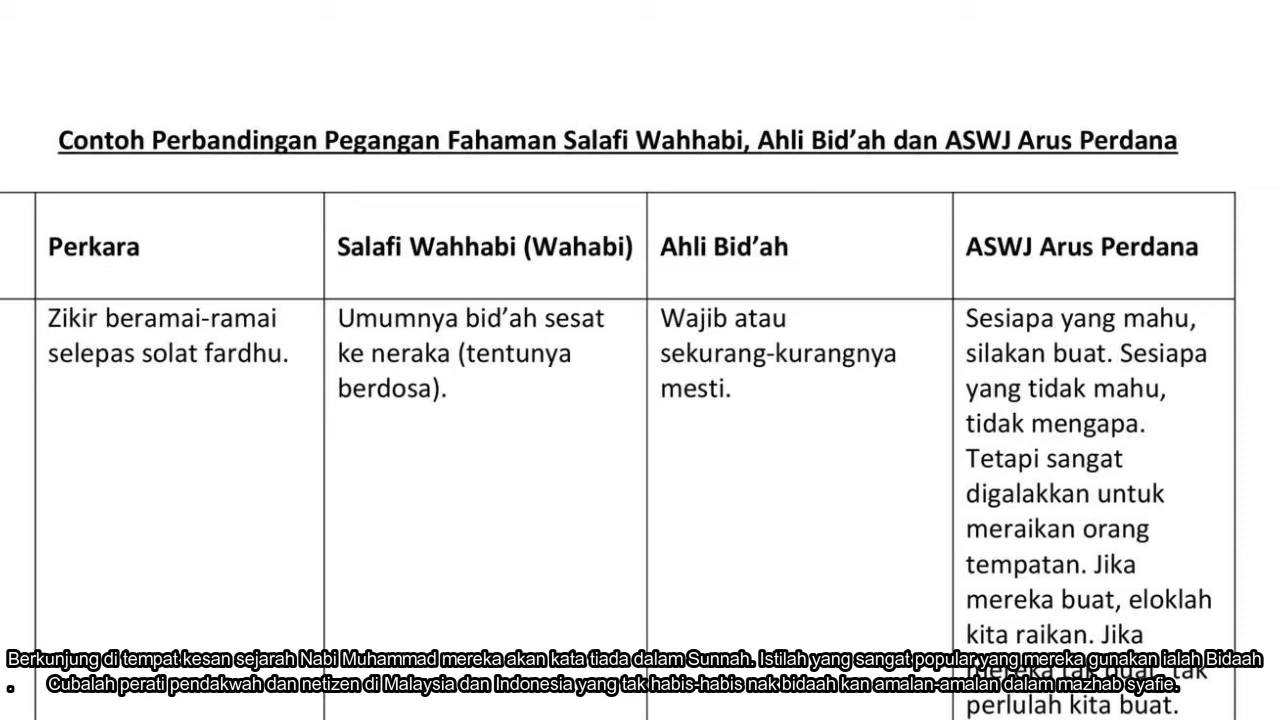 Contoh Perbandingan Pegangan Fahaman Salafi Wahhabi, Ahli Bid’ah dan ASWJ Arus Perdana
Perkara
Salafi Wahhabi (Wahabi)
Ahli Bid’ah
ASWJ Arus Perdana
Zikir beramai-ramai
selepas solat fardhu.
Umumnya bid’ah sesat
ke neraka (tentunya
berdosa).
Wajib atau
sekurang-kurangnya
mesti.
Sesiapa yang mahu,
silakan buat. Sesiapa
yang tidak mahu,
tidak mengapa.
Tetapi sangat
digalakkan untuk
meraikan orang
tempatan. Jika
mereka buat, eloklah
kita raikan. Jika
mereka tak buat, tak
perlulah kita buat.
Berkunjung di tempat kesan sejarah Nabi Muhammad mereka akan kata tiada dalam Sunnah. Istilah yang sangat popular yang mereka gunakan ialah Bidaah
. Cubalah perati pendakwah dan netizen di Malaysia dan Indonesia yang tak habis-habis nak bidaah kan amalan-amalan dalam mazhab syafie.